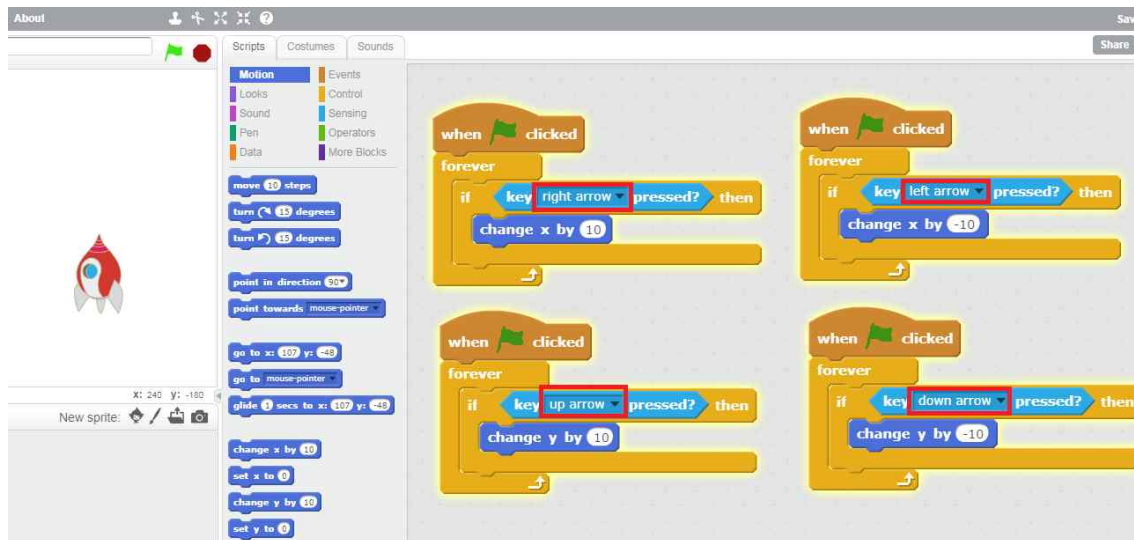 About
Sav
Share
Scripts Costumes Sounds
Motion Events
Looks Control
Sound Sensing
Pen Operators
Data More Blocks
move 10 steps
turn 15 degrees
turn 15 degrees
point in direction 90
point towards mouse-pointer
go to x: 107 y: -48
go to mouse-pointer
glide 1 secs to x: 107 y: -48
change x by 10
set x to 0
change y by 10
set y to 0
X: 240 y: -180
New sprite:
when clicked
forever
if key right arrow pressed? then
change x by 10
when clicked
forever
if key left arrow pressed? then
change x by -10
when clicked
forever
if key up arrow pressed? then
change y by 10
when clicked
forever
if key down arrow pressed? then
change y by -10